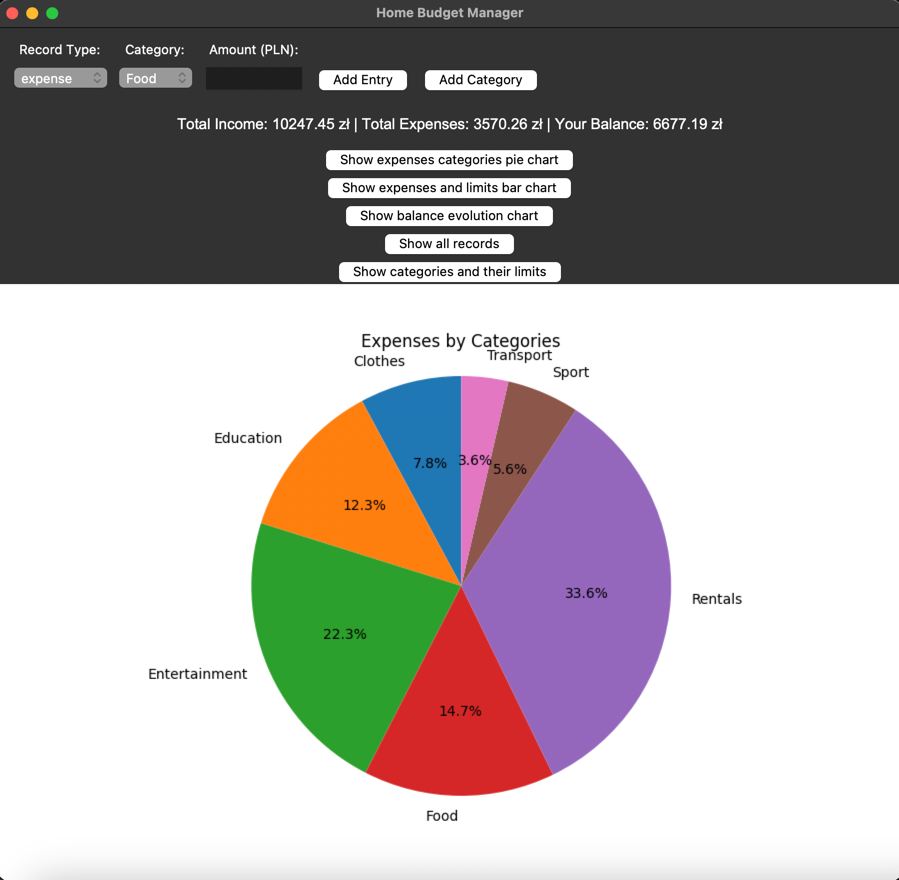 Home Budget Manager
Record Type: Category: Amount (PLN):
expense Food Add Entry Add Category
Total Income: 10247.45 zł | Total Expenses: 3570.26 zł | Your Balance: 6677.19 zł
Show expenses categories pie chart
Show expenses and limits bar chart
Show balance evolution chart
Show all records
Show categories and their limits
Expenses by Categories
Transport
Clothes
Sport
Education
3.6%
7.8%
5.6%
12.3%
33.6%
Rentals
22.3%
Entertainment
14.7%
Food